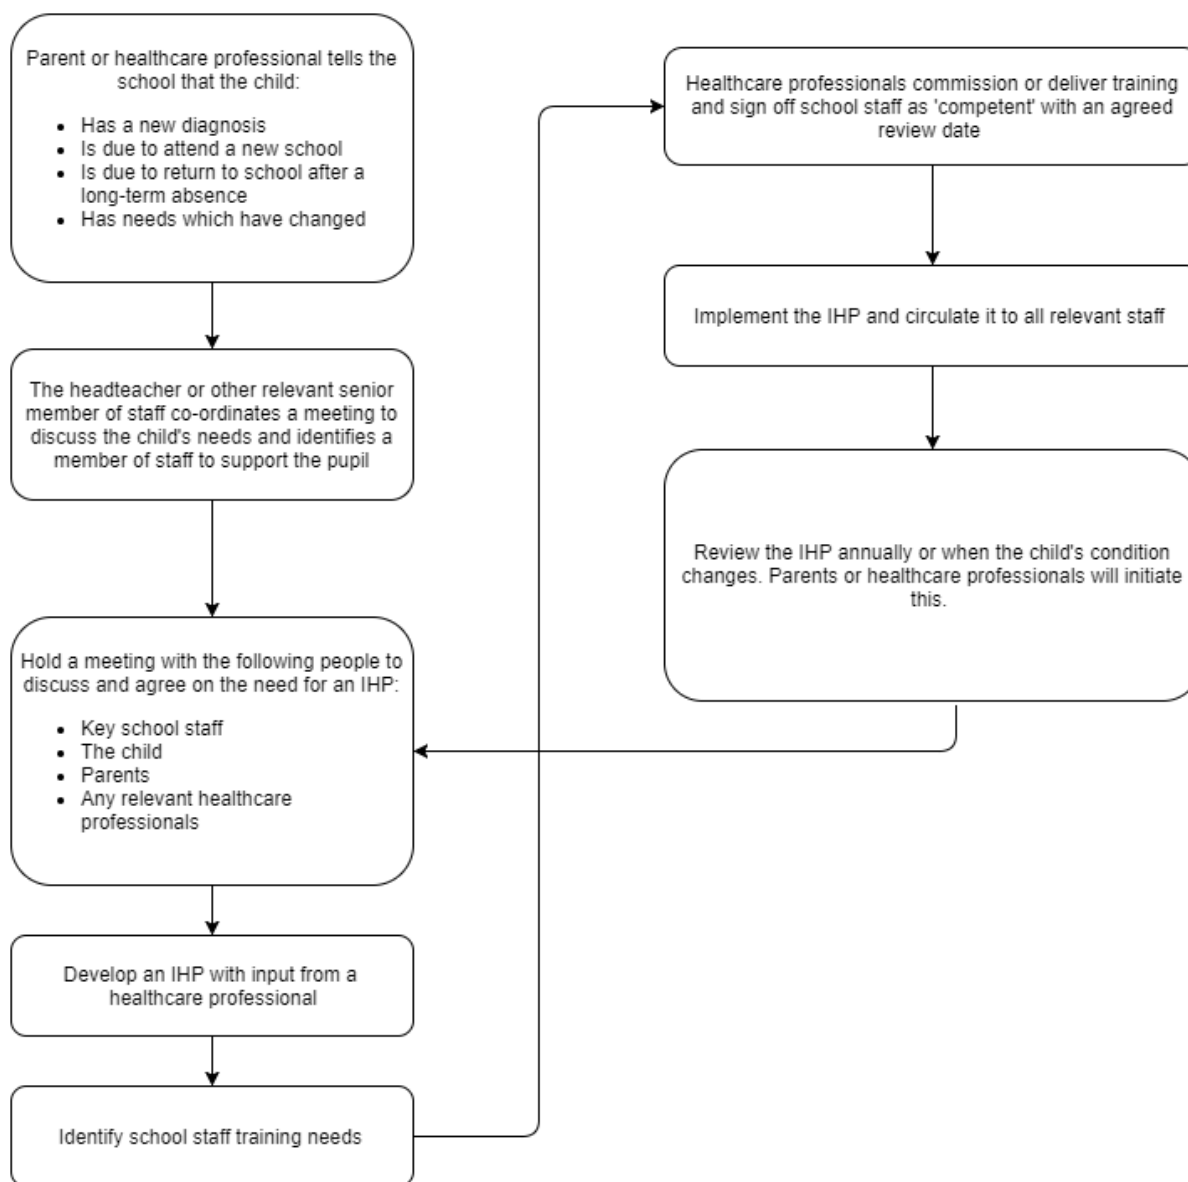 Parent or healthcare professional tells the
school that the child:
• Has a new diagnosis
• Is due to attend a new school
• Is due to return to school after a
long-term absence
• Has needs which have changed
The headteacher or other relevant senior
member of staff co-ordinates a meeting to
discuss the child's needs and identifies a
member of staff to support the pupil
Hold a meeting with the following people to
discuss and agree on the need for an IHP:
• Key school staff
• The child
• Parents
• Any relevant healthcare
professionals
Develop an IHP with input from a
healthcare professional
Identify school staff training needs
Healthcare professionals commission or deliver training
and sign off school staff as 'competent' with an agreed
review date
Implement the IHP and circulate it to all relevant staff
Review the IHP annually or when the child's condition
changes. Parents or healthcare professionals will initiate
this.